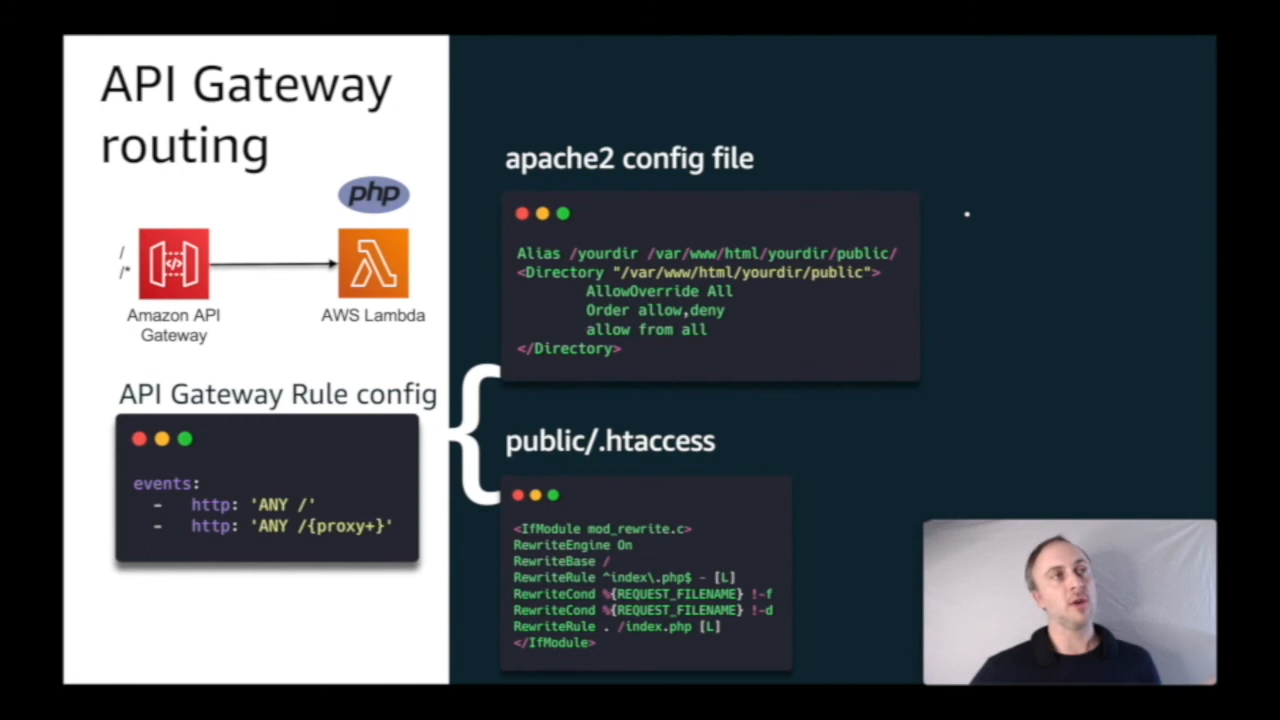 API Gateway
routing
php
/
/*
Amazon API
Gateway
AWS Lambda
API Gateway Rule config
events:
- http: 'ANY /'
- http: 'ANY /{proxy+}'
apache2 config file
Alias /yourdir /var/www/html/yourdir/public/
<Directory "/var/www/html/yourdir/public">
AllowOverride All
Order allow,deny
allow from all
</Directory>
public/.htaccess
<IfModule mod_rewrite.c>
RewriteEngine On
RewriteBase /
RewriteRule ^index\.php$ - [L]
RewriteCond %{REQUEST_FILENAME} !-f
RewriteCond %{REQUEST_FILENAME} !-d
RewriteRule . /index.php [L]
</IfModule>